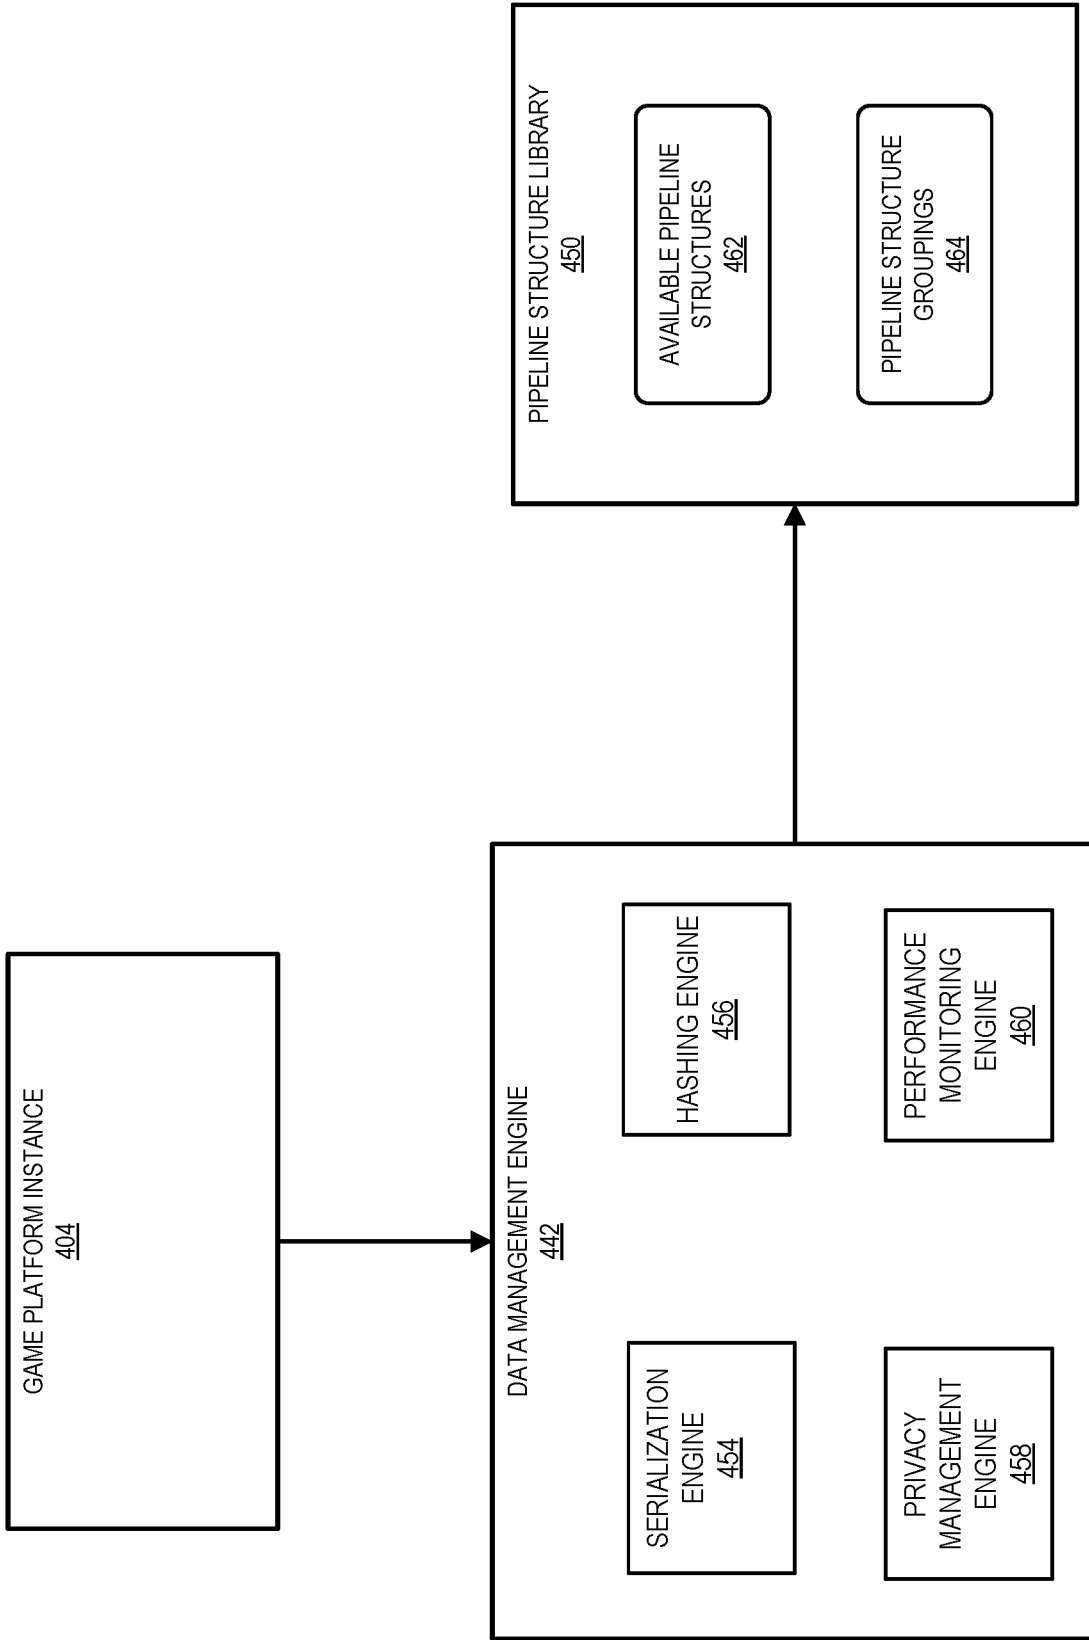 GAME PLATFORM INSTANCE
404
DATA MANAGEMENT ENGINE
442
SERIALIZATION
ENGINE
454
HASHING ENGINE
456
PRIVACY
MANAGEMENT
ENGINE
458
PERFORMANCE
MONITORING
ENGINE
460
PIPELINE STRUCTURE LIBRARY
450
AVAILABLE PIPELINE
STRUCTURES
462
PIPELINE STRUCTURE
GROUPINGS
464